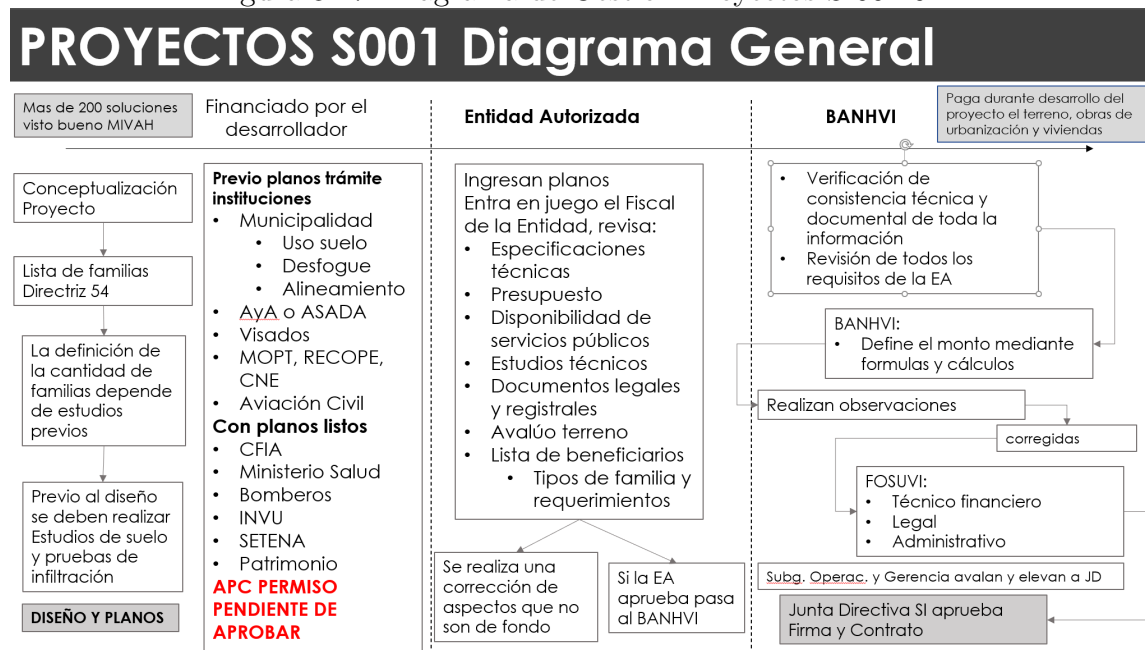 PROYECTOS S001 Diagrama General
Mas de 200 soluciones
visto bueno MIVAH
Financiado por el
desarrollador
Entidad Autorizada
BANHVI
Paga durante desarrollo del
proyecto el terreno, obras de
urbanización y viviendas
Conceptualización
Proyecto
Lista de familias
Directriz 54
La definición de
la cantidad de
familias depende
de estudios
previos
Previo al diseño
se deben realizar
Estudios de suelo
y pruebas de
infiltración
DISEÑO Y PLANOS
Previo planos trámite
instituciones
• Municipalidad
• Uso suelo
• Desfogue
• Alineamiento
• AyA o ASADA
• Visados
• MOPT, RECOPE,
CNE
• Aviación Civil
Con planos listos
• CFIA
• Ministerio Salud
• Bomberos
• INVU
• SETENA
• Patrimonio
APC PERMISO
PENDIENTE DE
APROBAR
Ingresan planos
Entra en juego el Fiscal
de la Entidad, revisa:
• Especificaciones
técnicas
• Presupuesto
• Disponibilidad de
servicios públicos
• Estudios técnicos
• Documentos legales
y registrales
• Avalúo terreno
• Lista de beneficiarios
• Tipos de familia y
requerimientos
Se realiza una
corrección de
aspectos que no
son de fondo
Si la EA
aprueba pasa
al BANHVI
• Verificación de
consistencia técnica y
documental de toda la
información
• Revisión de todos los
requisitos de la EA
BANHVI:
• Define el monto mediante
formulas y cálculos
Realizan observaciones
corregidas
FOSUVI:
• Técnico financiero
• Legal
• Administrativo
Subg. Operac. y Gerencia avalan y elevan a JD
Junta Directiva SI aprueba
Firma y Contrato